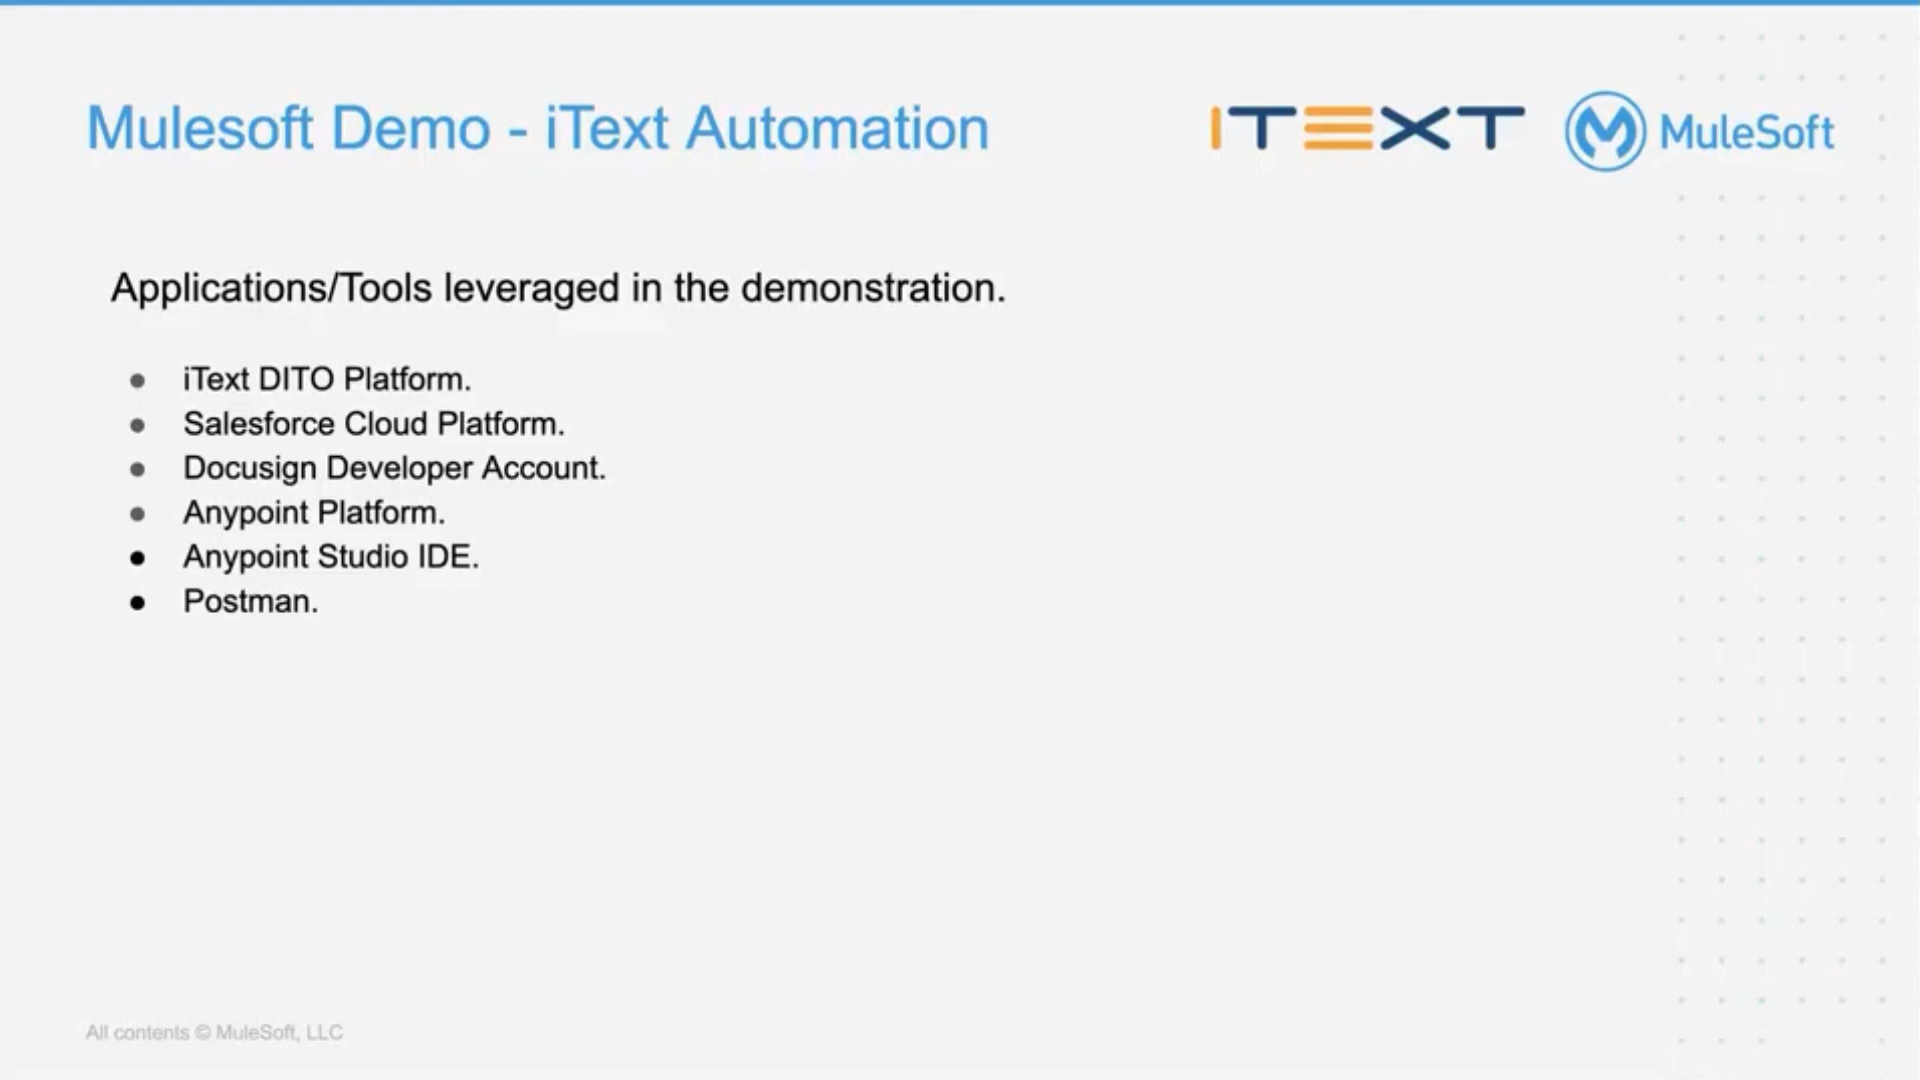 Mulesoft Demo - iText Automation
ITEXT
MuleSoft
Applications/Tools leveraged in the demonstration.
● iText DITO Platform.
● Salesforce Cloud Platform.
● Docusign Developer Account.
● Anypoint Platform.
● Anypoint Studio IDE.
● Postman.
All contents © MuleSoft, LLC